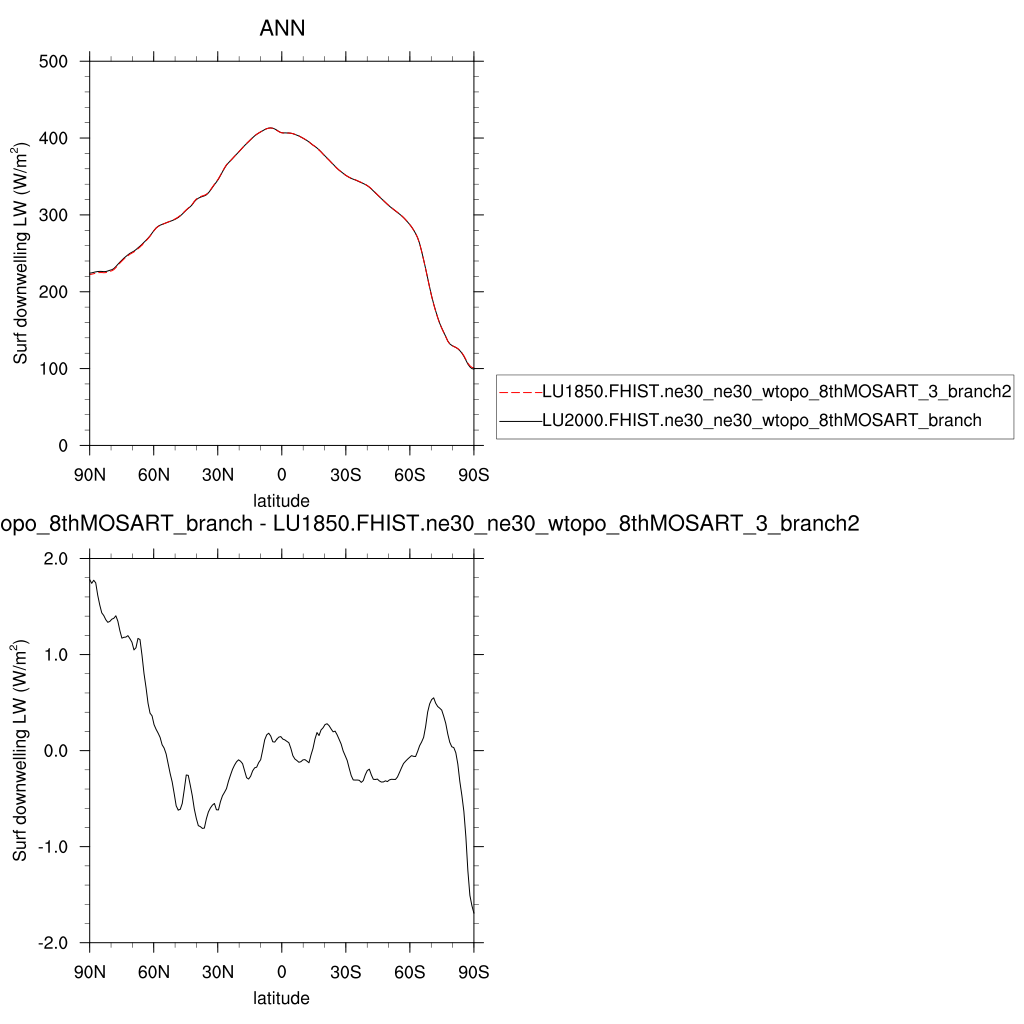 ANN
500
400
300
200
100
0
Surf downwelling LW (W/m²)
90N 60N 30N 0 30S 60S 90S
latitude
LU1850.FHIST.ne30_ne30_wtopo_8thMOSART_3_branch2
LU2000.FHIST.ne30_ne30_wtopo_8thMOSART_branch
opo_8thMOSART_branch - LU1850.FHIST.ne30_ne30_wtopo_8thMOSART_3_branch2
2.0
1.0
0.0
-1.0
-2.0
Surf downwelling LW (W/m²)
90N 60N 30N 0 30S 60S 90S
latitude